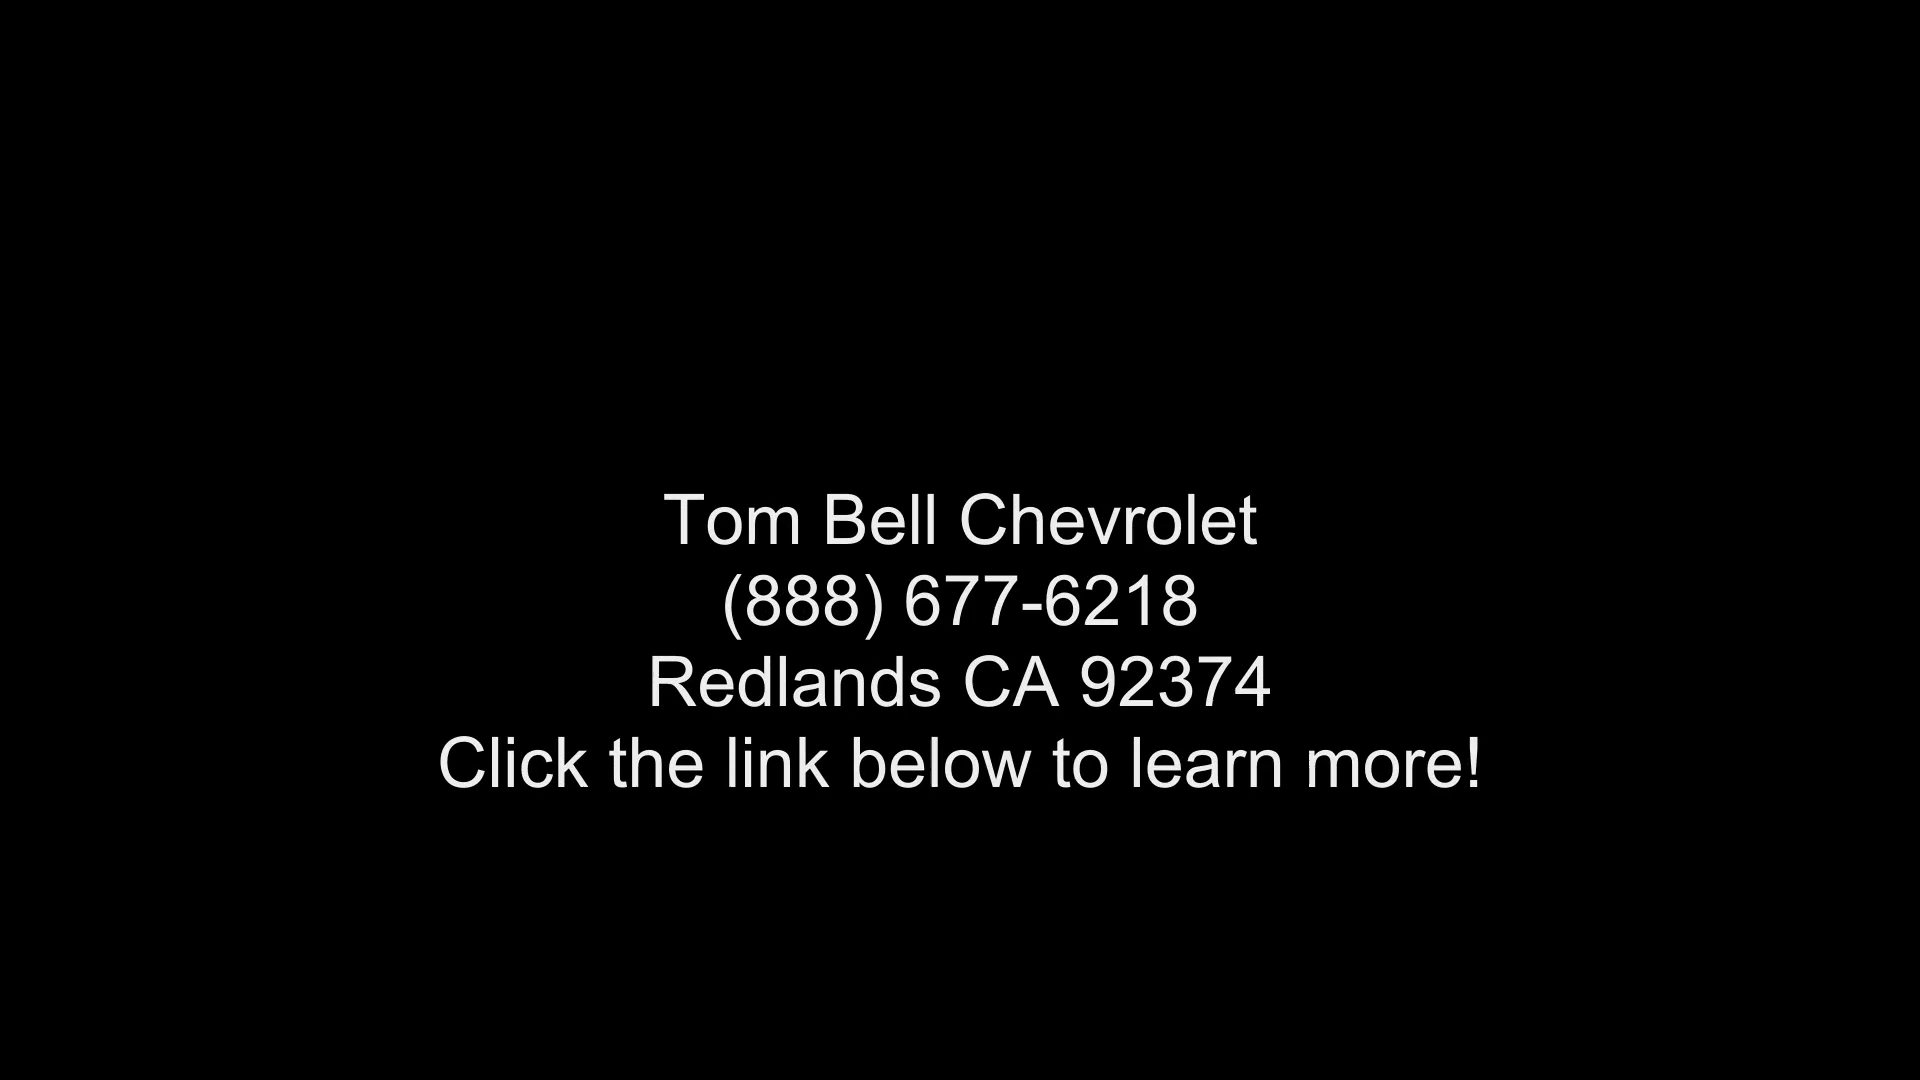 Tom Bell Chevrolet
(888) 677-6218
Redlands CA 92374
Click the link below to learn more!